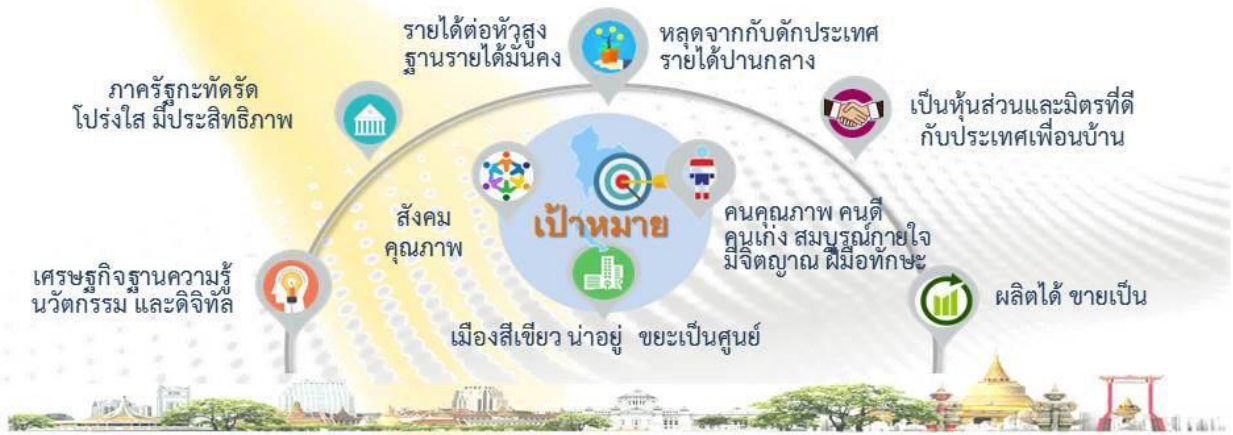 รายได้ต่อหัวสูง
ฐานรายได้มั่นคง
หลุดจากกับดักประเทศ
รายได้ปานกลาง
ภาครัฐกะทัดรัด
โปร่งใส มีประสิทธิภาพ
เป็นหุ้นส่วนและมิตรที่ดี
กับประเทศเพื่อนบ้าน
สังคม
คุณภาพ
เป้าหมาย
คนคุณภาพ คนดี
คนเก่ง สมบูรณ์กายใจ
มีจิตญาณ ฝีมือทักษะ
เศรษฐกิจฐานความรู้
นวัตกรรม และดิจิทัล
ผลิตได้ ขายเป็น
เมืองสีเขียว น่าอยู่ ขยะเป็นศูนย์